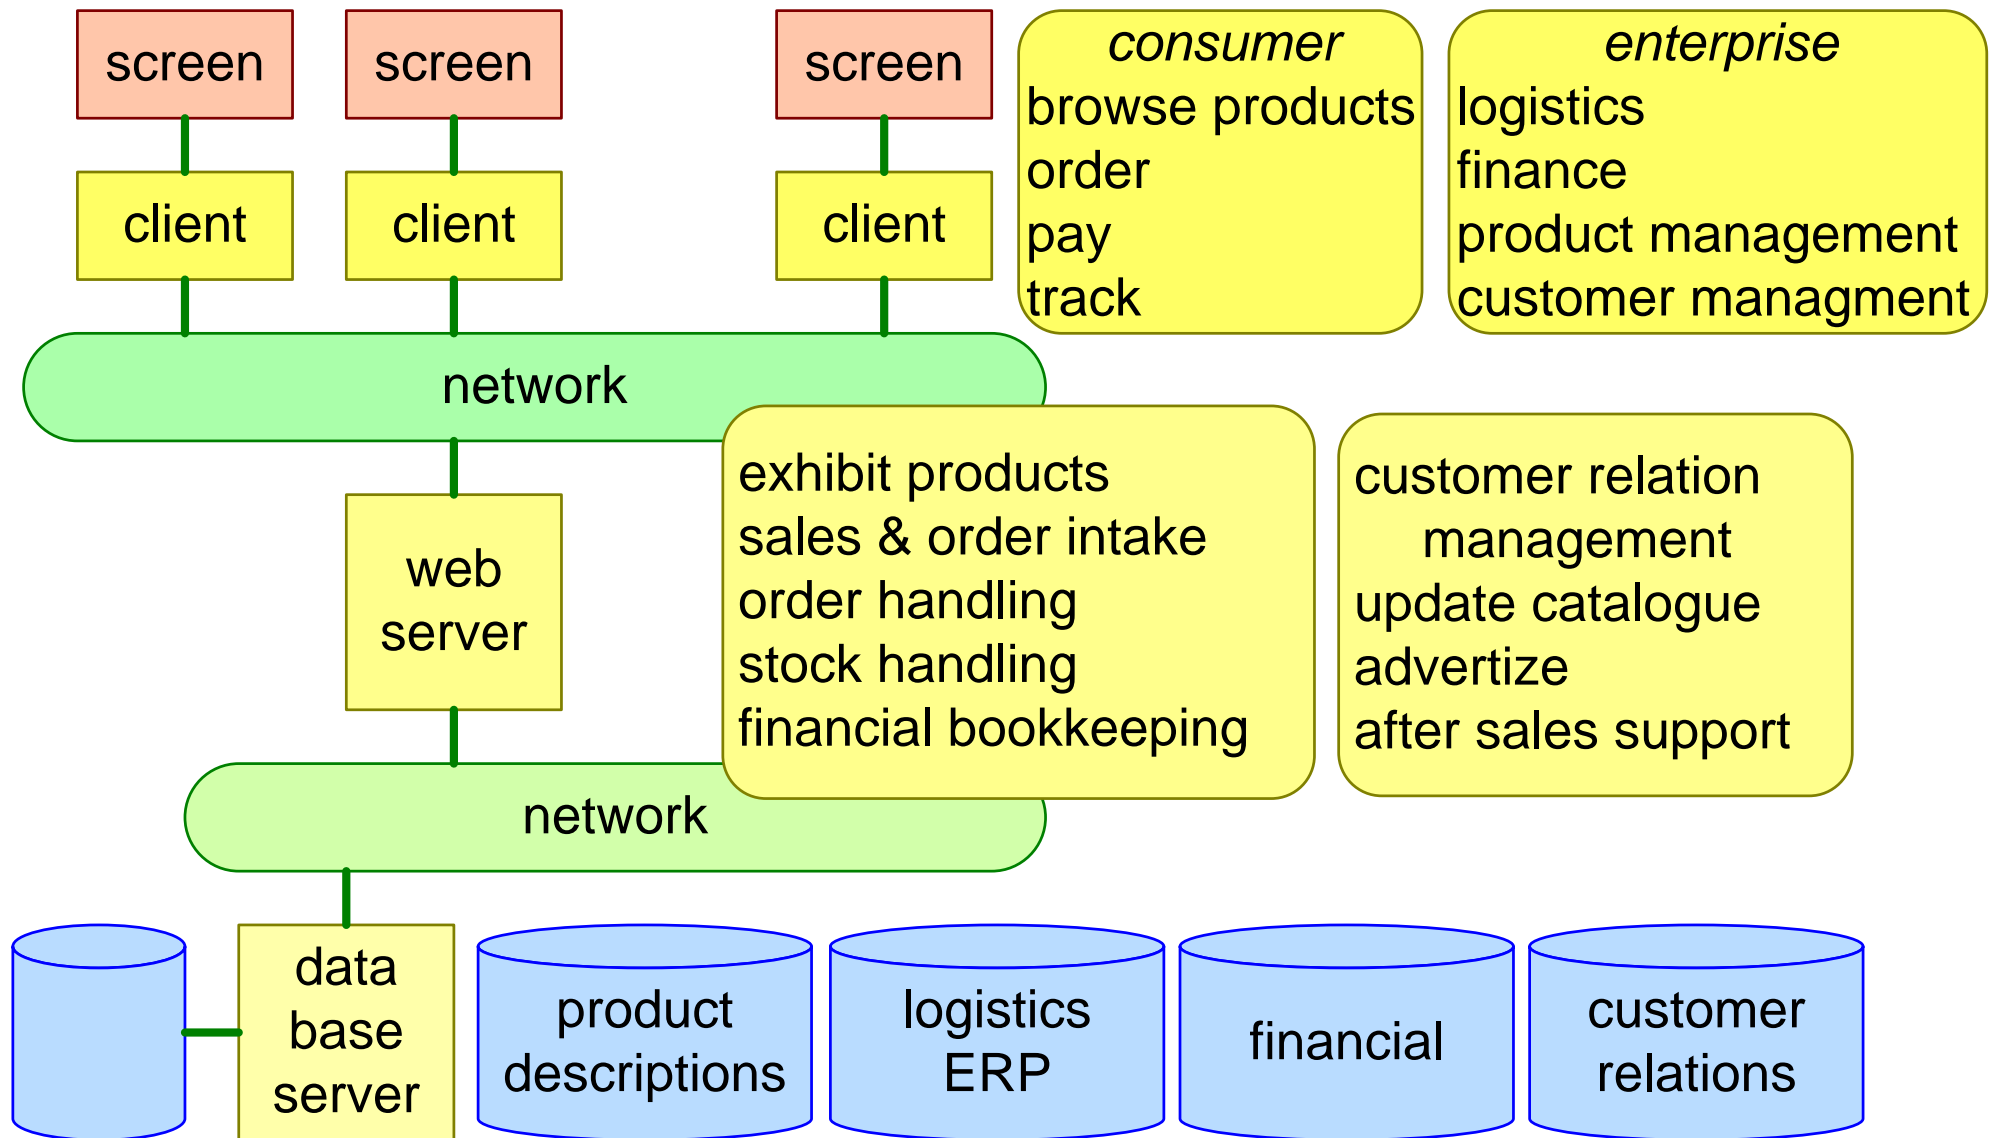 screen
screen
screen
client
client
client
consumer
browse products
order
pay
track
enterprise
logistics
finance
product management
customer managment
network
exhibit products
sales & order intake
order handling
stock handling
financial bookkeeping
customer relation
management
update catalogue
advertize
after sales support
web
server
network
data
base
server
product
descriptions
logistics
ERP
financial
customer
relations